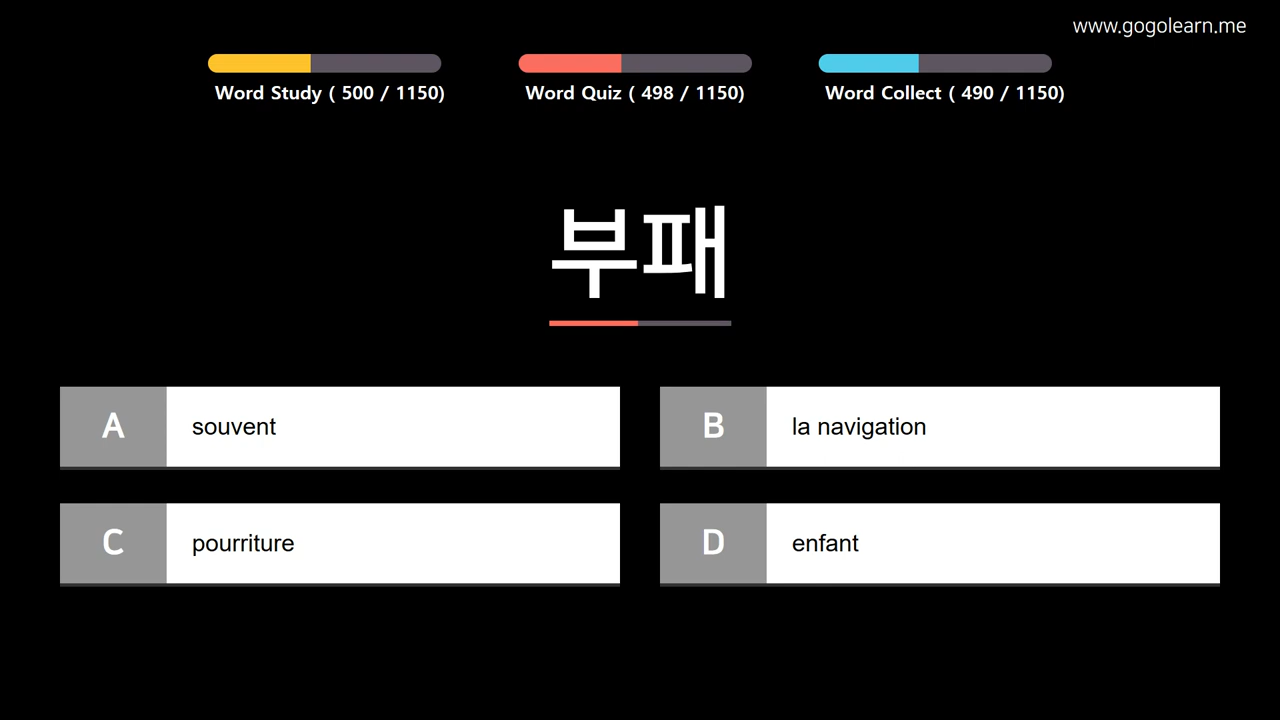 www.gogolearn.me
Word Study ( 500 / 1150)
Word Quiz ( 498 / 1150)
Word Collect ( 490 / 1150)
부패
A souvent
B la navigation
C pourriture
D enfant